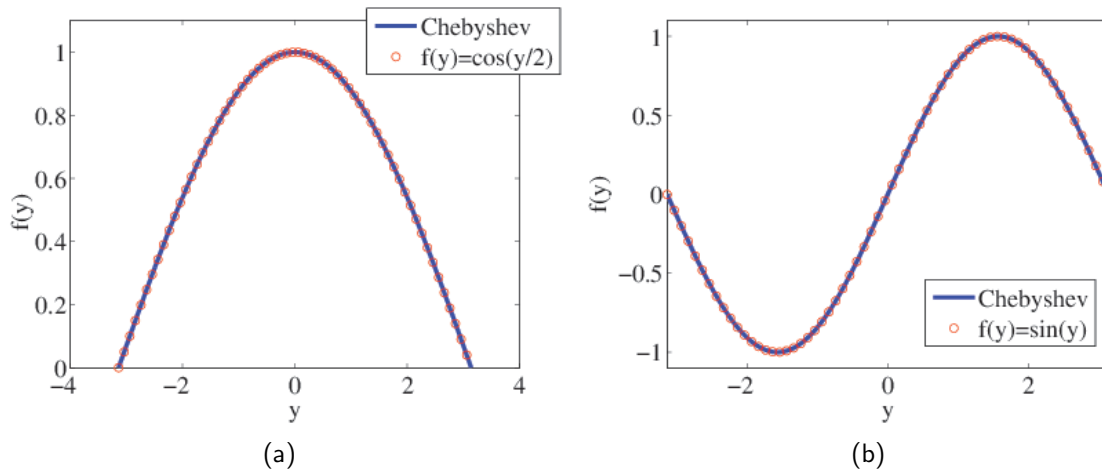 Chebyshev
f(y)=cos(y/2)
1
0.8
0.6
0.4
0.2
0
f(y)
−4
−2
0
2
4
y
(a)
1
0.5
0
−0.5
−1
f(y)
Chebyshev
f(y)=sin(y)
−2
0
2
y
(b)